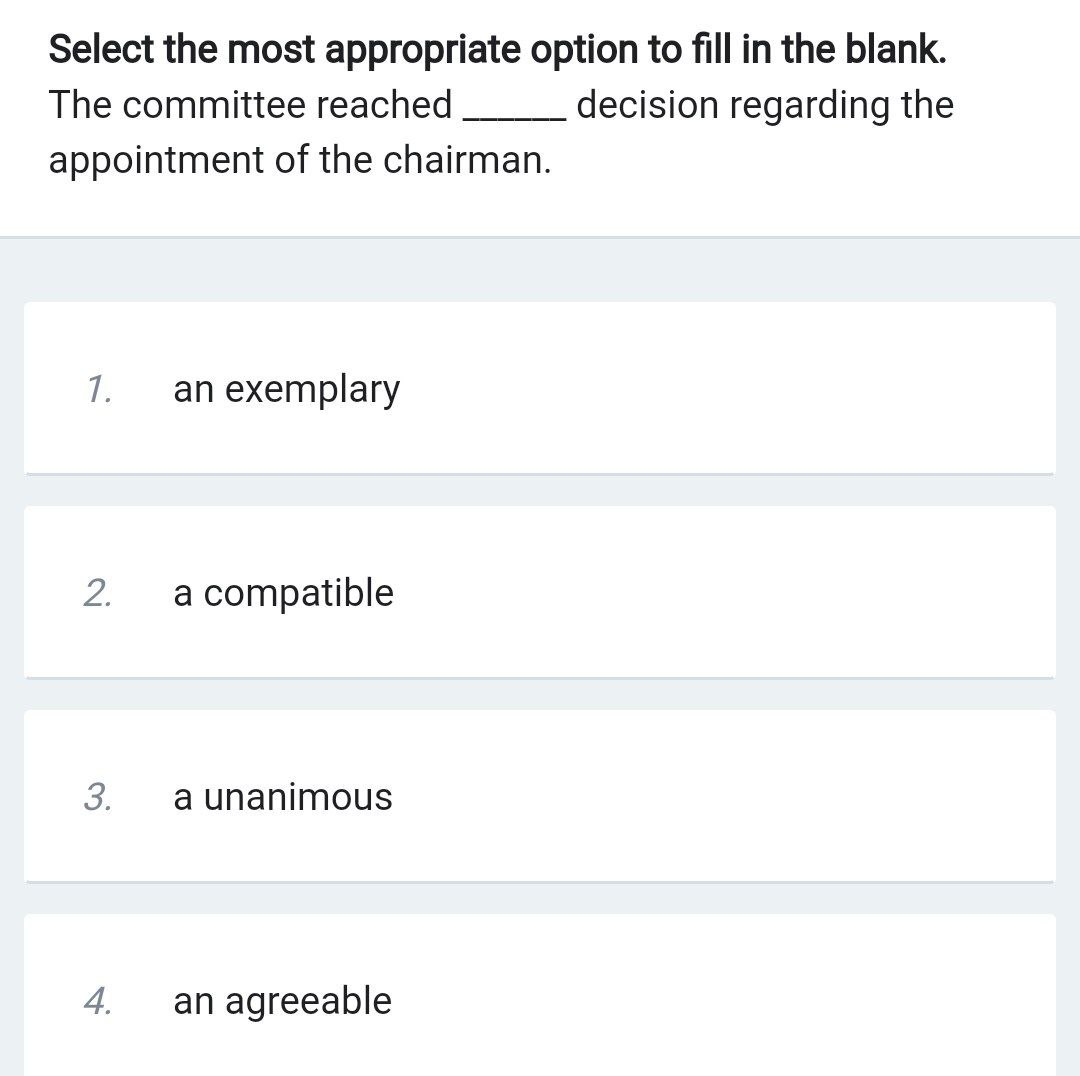 Select the most appropriate option to fill in the blank.
The committee reached ______ decision regarding the
appointment of the chairman.
1. an exemplary
2. a compatible
3. a unanimous
4. an agreeable